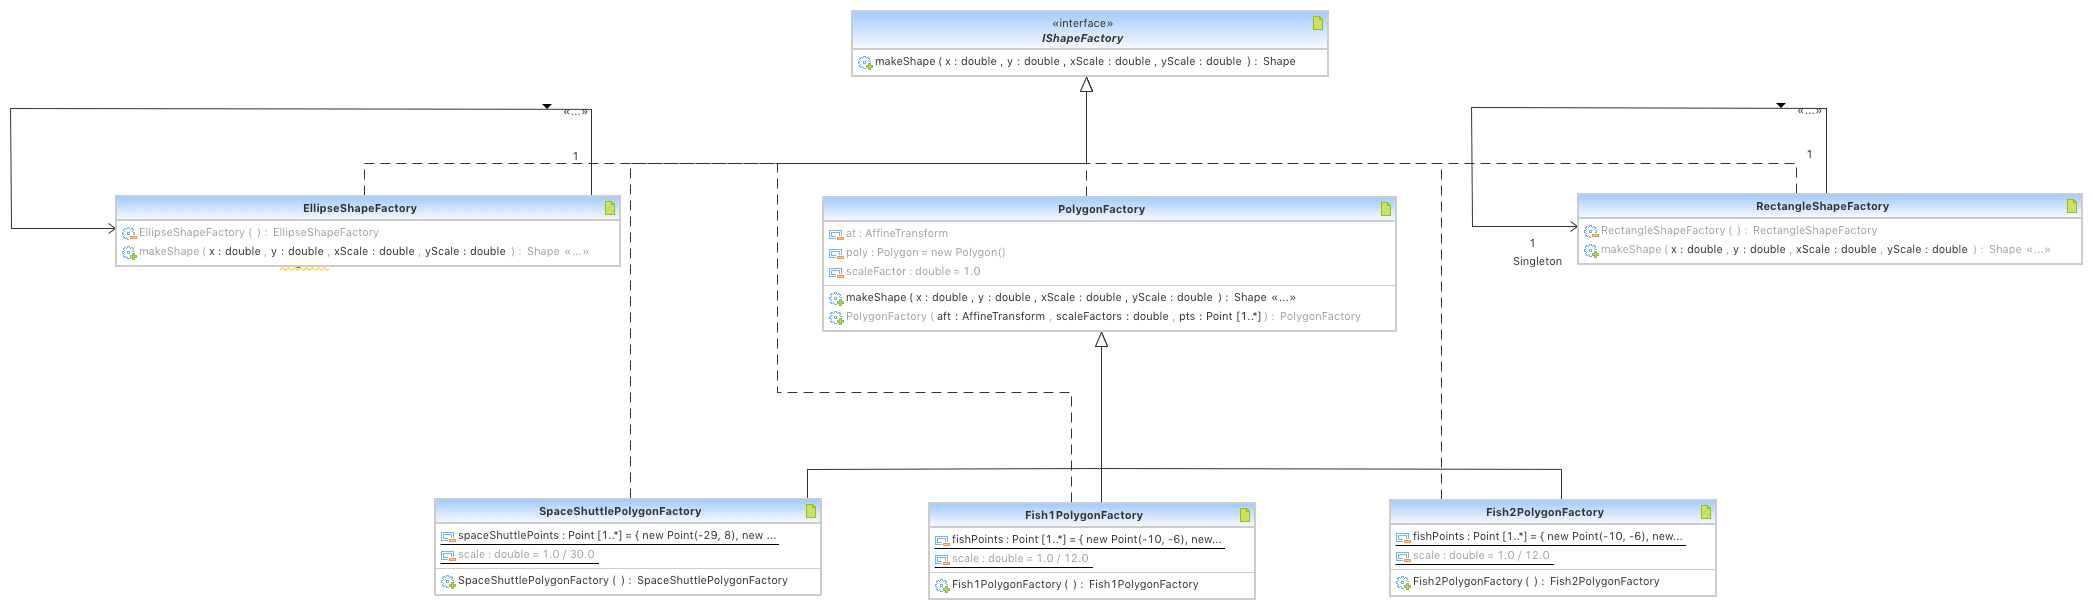 «interface»
IShapeFactory
makeShape ( x : double , y : double , xScale : double , yScale : double ) : Shape
«...»
«...»
1
1
EllipseShapeFactory
EllipseShapeFactory ( ) : EllipseShapeFactory
makeShape ( x : double , y : double , xScale : double , yScale : double ) : Shape «...»
PolygonFactory
at : AffineTransform
poly : Polygon = new Polygon()
scaleFactor : double = 1.0
makeShape ( x : double , y : double , xScale : double , yScale : double ) : Shape «...»
PolygonFactory ( aft : AffineTransform , scaleFactors : double , pts : Point [1..*] ) : PolygonFactory
RectangleShapeFactory
RectangleShapeFactory ( ) : RectangleShapeFactory
makeShape ( x : double , y : double , xScale : double , yScale : double ) : Shape «...»
1
Singleton
SpaceShuttlePolygonFactory
spaceShuttlePoints : Point [1..*] = { new Point(-29, 8), new ...
scale : double = 1.0 / 30.0
SpaceShuttlePolygonFactory ( ) : SpaceShuttlePolygonFactory
Fish1PolygonFactory
fishPoints : Point [1..*] = { new Point(-10, -6), new...
scale : double = 1.0 / 12.0
Fish1PolygonFactory ( ) : Fish1PolygonFactory
Fish2PolygonFactory
fishPoints : Point [1..*] = { new Point(-10, -6), new...
scale : double = 1.0 / 12.0
Fish2PolygonFactory ( ) : Fish2PolygonFactory